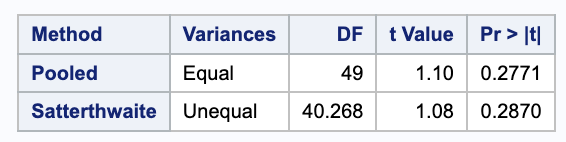 Method Variances DF t Value Pr > |t|
Pooled Equal 49 1.10 0.2771
Satterthwaite Unequal 40.268 1.08 0.2870